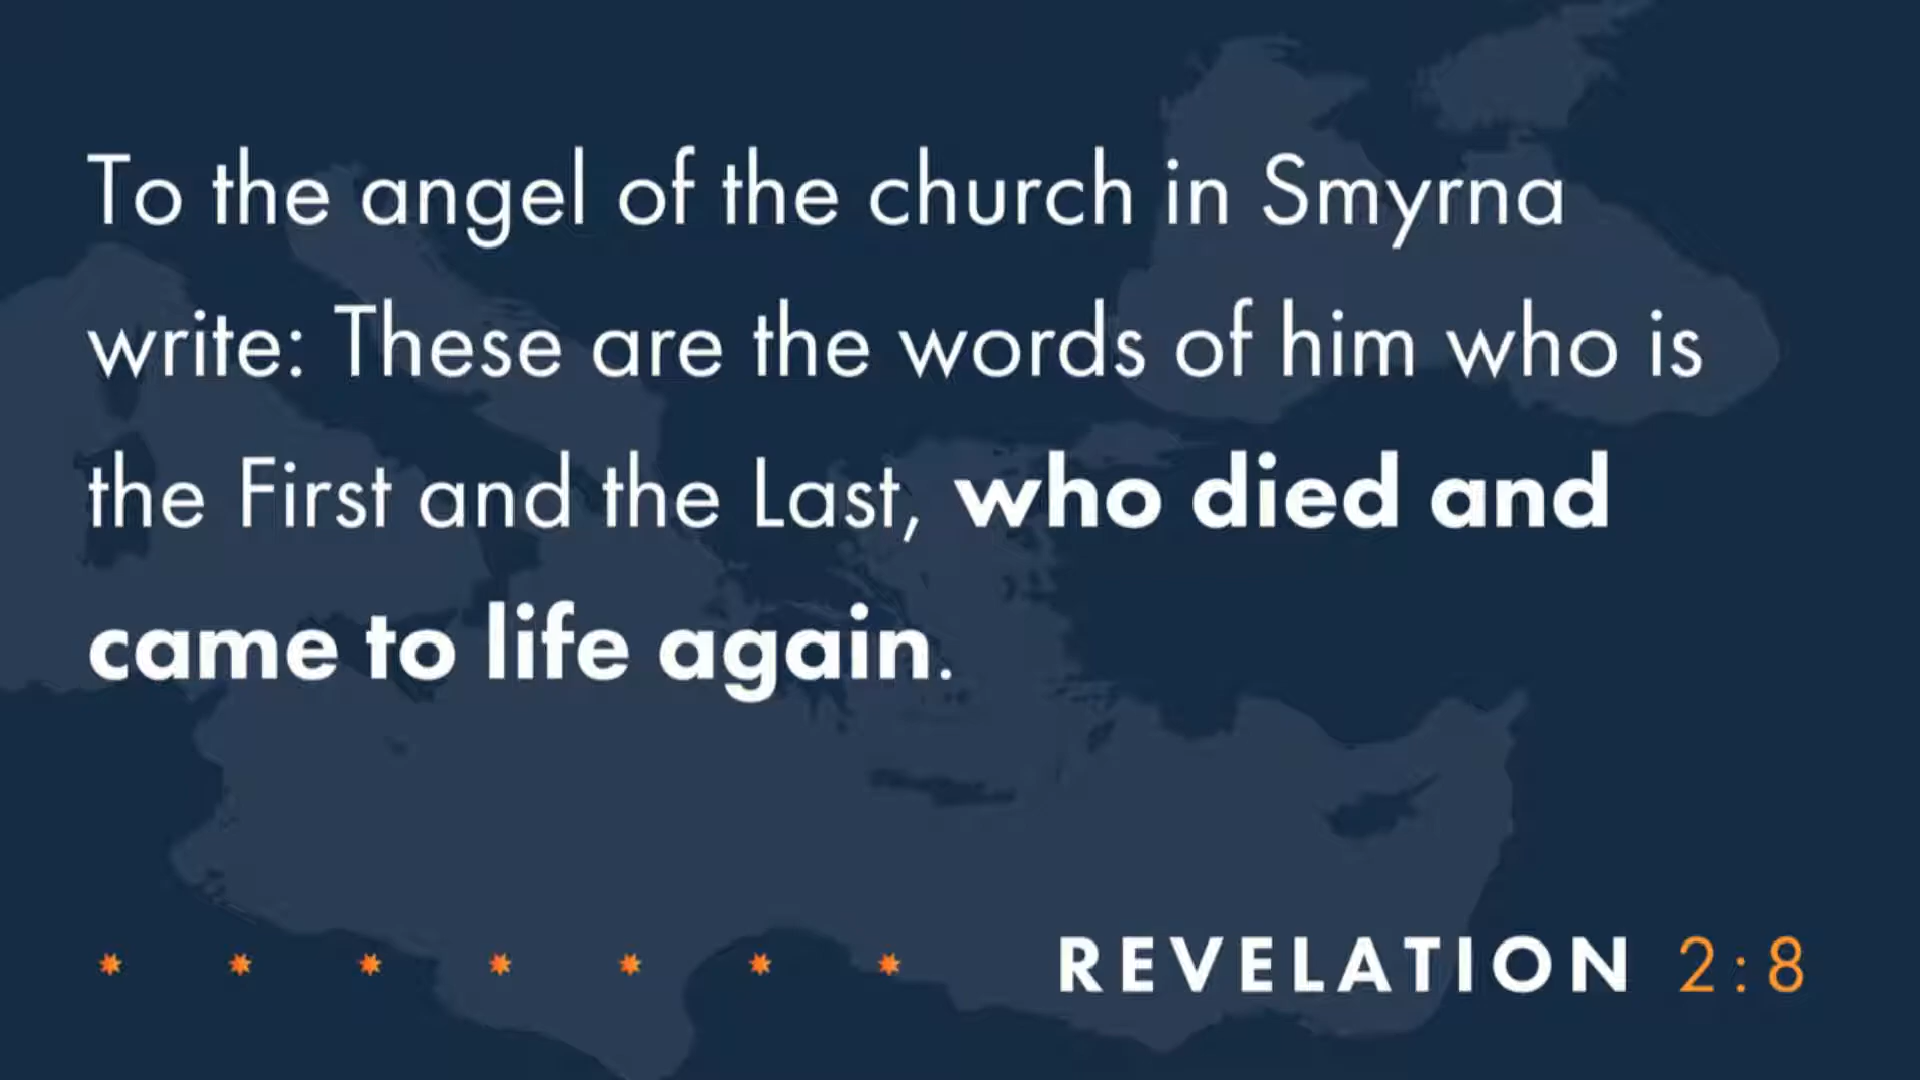 To the angel of the church in Smyrna
write: These are the words of him who is
the First and the Last, who died and
came to life again.
REVELATION 2:8